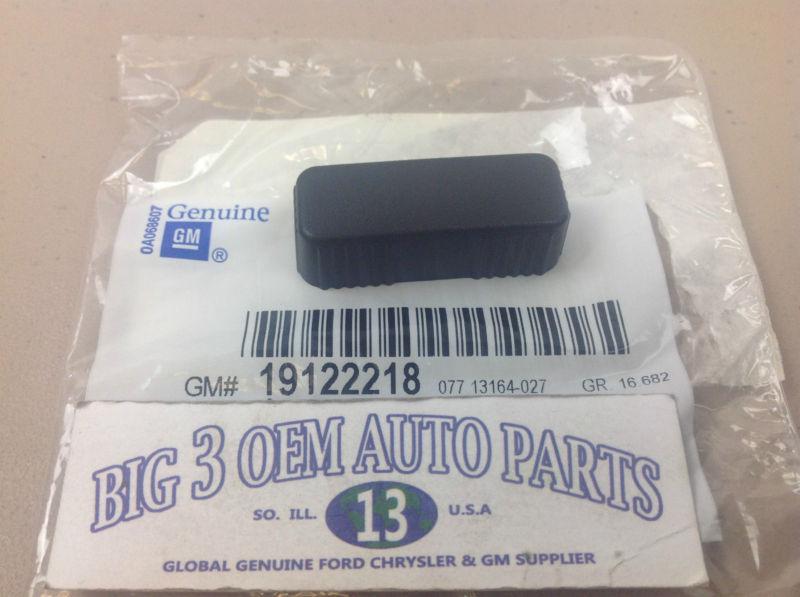 OA068607
Genuine
GM
®
GM# 19122218 077 13164-027 GR. 16.682
BIG 3 OEM AUTO PARTS
SO. ILL. 13 U.S.A
GLOBAL GENUINE FORD CHRYSLER & GM SUPPLIER